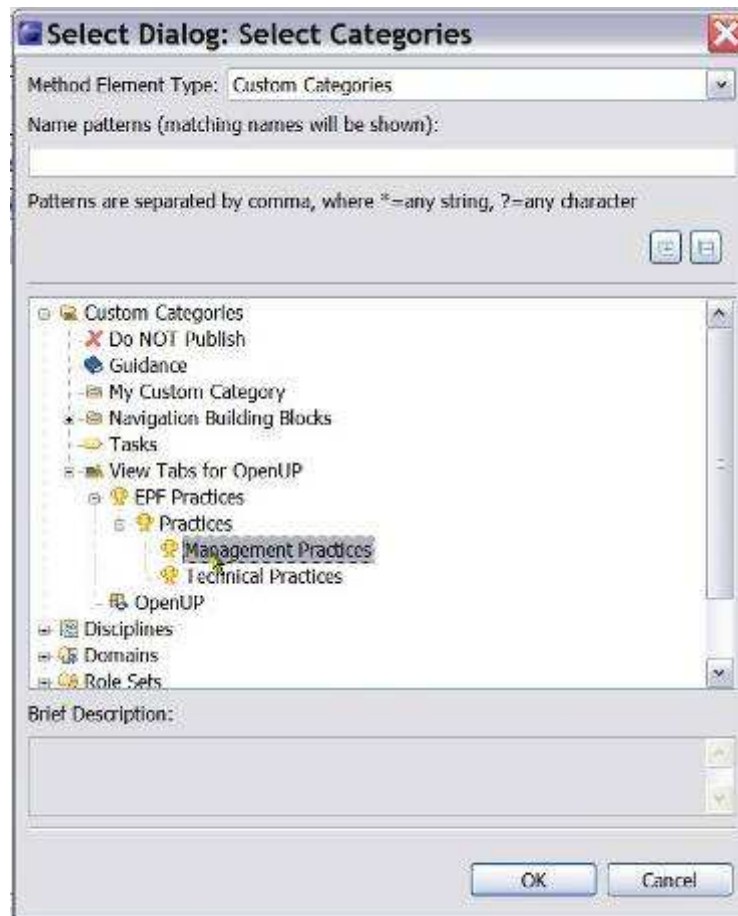 Select Dialog: Select Categories
Method Element Type: Custom Categories
Name patterns (matching names will be shown):
Patterns are separated by comma, where *=any string, ?=any character
Custom Categories
Do NOT Publish
Guidance
My Custom Category
Navigation Building Blocks
Tasks
View Tabs for OpenUP
EPF Practices
Practices
Management Practices
Technical Practices
OpenUP
Disciplines
Domains
Role Sets
Brief Description:
OK Cancel